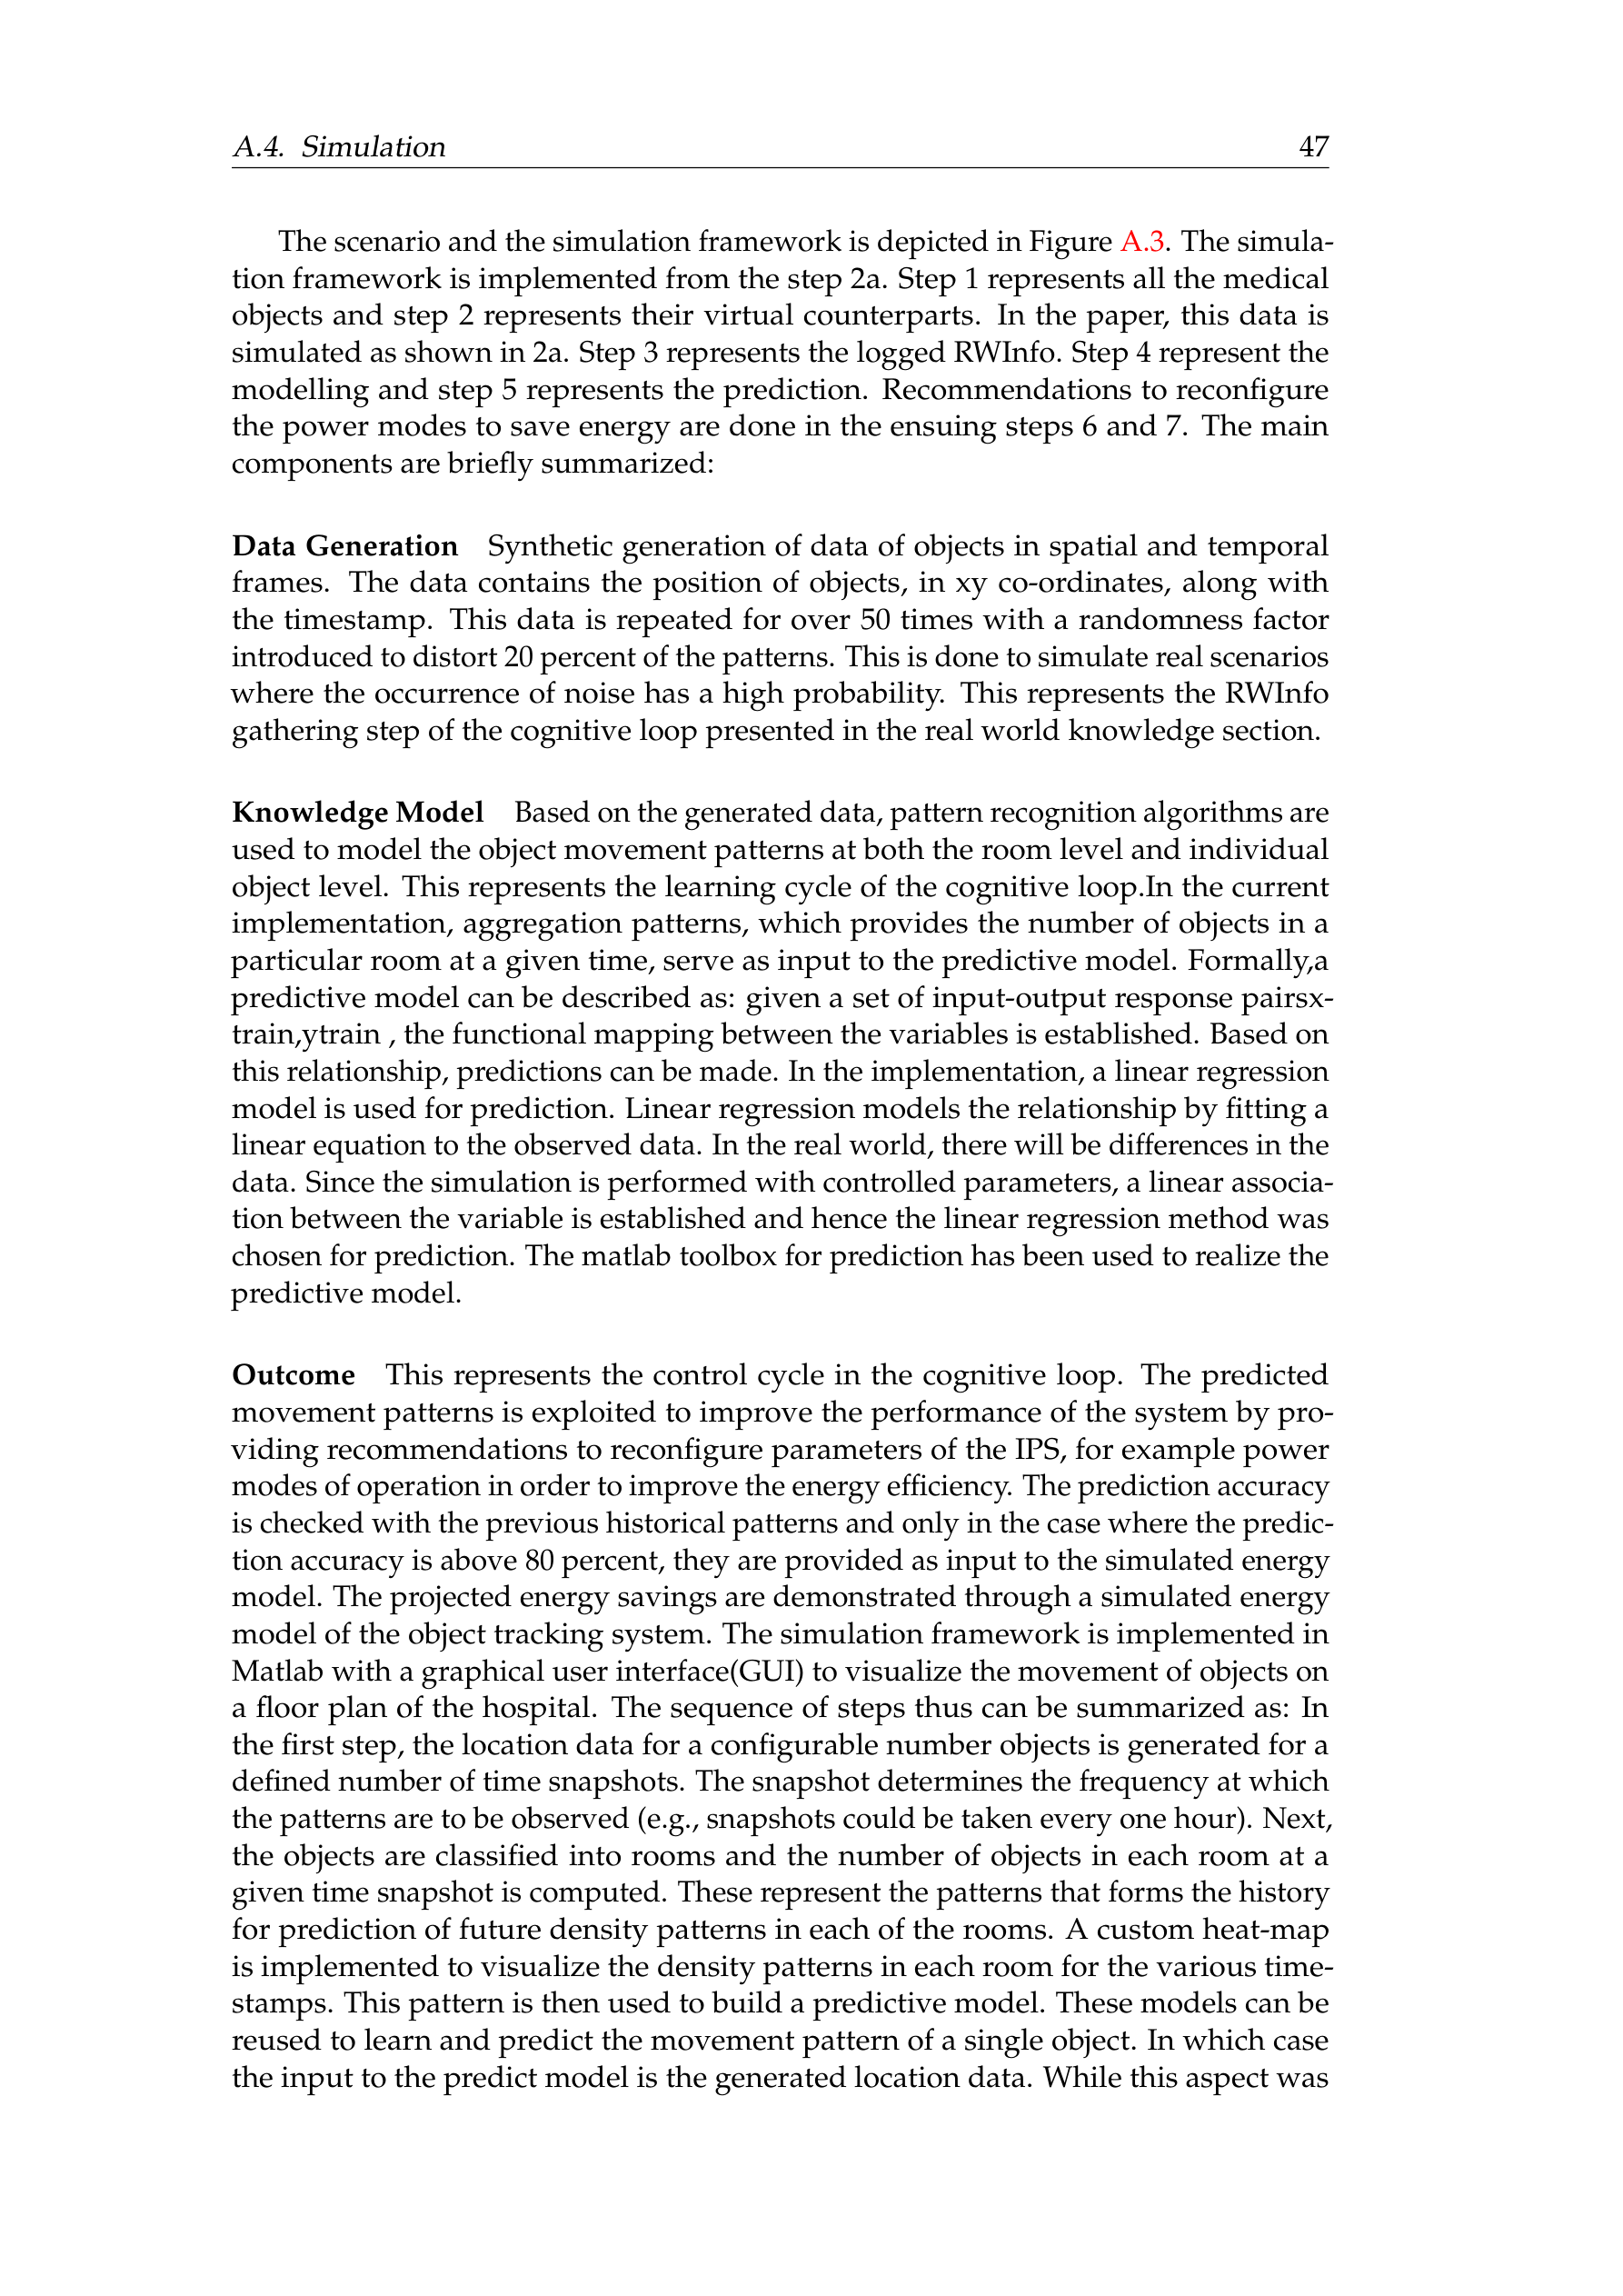 A.4. Simulation 47
The scenario and the simulation framework is depicted in Figure A.3. The simula-
tion framework is implemented from the step 2a. Step 1 represents all the medical
objects and step 2 represents their virtual counterparts. In the paper, this data is
simulated as shown in 2a. Step 3 represents the logged RWInfo. Step 4 represent the
modelling and step 5 represents the prediction. Recommendations to reconfigure
the power modes to save energy are done in the ensuing steps 6 and 7. The main
components are briefly summarized:
Data Generation Synthetic generation of data of objects in spatial and temporal
frames. The data contains the position of objects, in xy co-ordinates, along with
the timestamp. This data is repeated for over 50 times with a randomness factor
introduced to distort 20 percent of the patterns. This is done to simulate real scenarios
where the occurrence of noise has a high probability. This represents the RWInfo
gathering step of the cognitive loop presented in the real world knowledge section.
Knowledge Model Based on the generated data, pattern recognition algorithms are
used to model the object movement patterns at both the room level and individual
object level. This represents the learning cycle of the cognitive loop.In the current
implementation, aggregation patterns, which provides the number of objects in a
particular room at a given time, serve as input to the predictive model. Formally,a
predictive model can be described as: given a set of input-output response pairsx-
train,ytrain , the functional mapping between the variables is established. Based on
this relationship, predictions can be made. In the implementation, a linear regression
model is used for prediction. Linear regression models the relationship by fitting a
linear equation to the observed data. In the real world, there will be differences in the
data. Since the simulation is performed with controlled parameters, a linear associa-
tion between the variable is established and hence the linear regression method was
chosen for prediction. The matlab toolbox for prediction has been used to realize the
predictive model.
Outcome This represents the control cycle in the cognitive loop. The predicted
movement patterns is exploited to improve the performance of the system by pro-
viding recommendations to reconfigure parameters of the IPS, for example power
modes of operation in order to improve the energy efficiency. The prediction accuracy
is checked with the previous historical patterns and only in the case where the predic-
tion accuracy is above 80 percent, they are provided as input to the simulated energy
model. The projected energy savings are demonstrated through a simulated energy
model of the object tracking system. The simulation framework is implemented in
Matlab with a graphical user interface(GUI) to visualize the movement of objects on
a floor plan of the hospital. The sequence of steps thus can be summarized as: In
the first step, the location data for a configurable number objects is generated for a
defined number of time snapshots. The snapshot determines the frequency at which
the patterns are to be observed (e.g., snapshots could be taken every one hour). Next,
the objects are classified into rooms and the number of objects in each room at a
given time snapshot is computed. These represent the patterns that forms the history
for prediction of future density patterns in each of the rooms. A custom heat-map
is implemented to visualize the density patterns in each room for the various time-
stamps. This pattern is then used to build a predictive model. These models can be
reused to learn and predict the movement pattern of a single object. In which case
the input to the predict model is the generated location data. While this aspect was